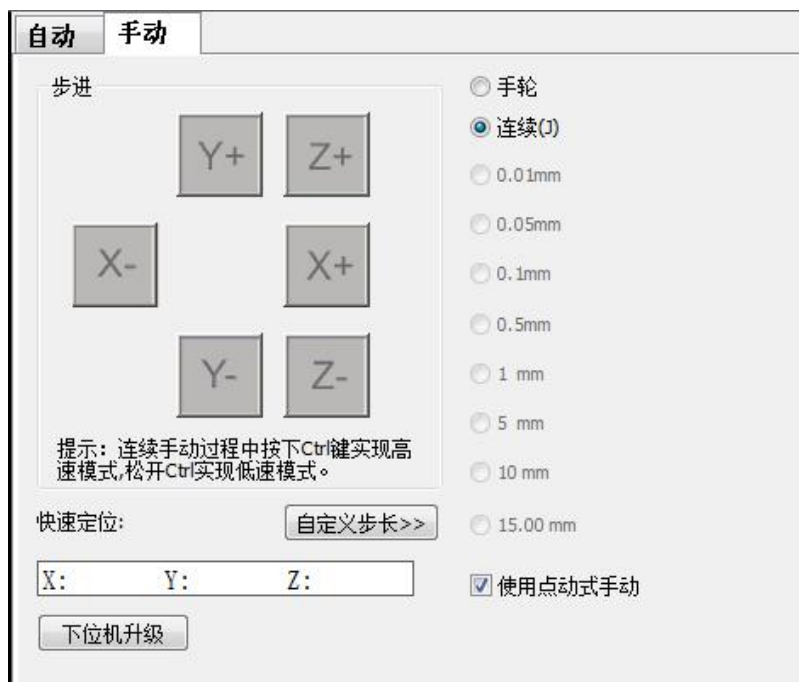 自动 手动
步进
Y+ Z+
X- X+
Y- Z-
提示：连续手动过程中按下Ctrl键实现高
速模式,松开Ctrl实现低速模式。
快速定位: 自定义步长>>
X: Y: Z:
下位机升级
手轮
连续(J)
0.01mm
0.05mm
0.1mm
0.5mm
1 mm
5 mm
10 mm
15.00 mm
使用点动式手动